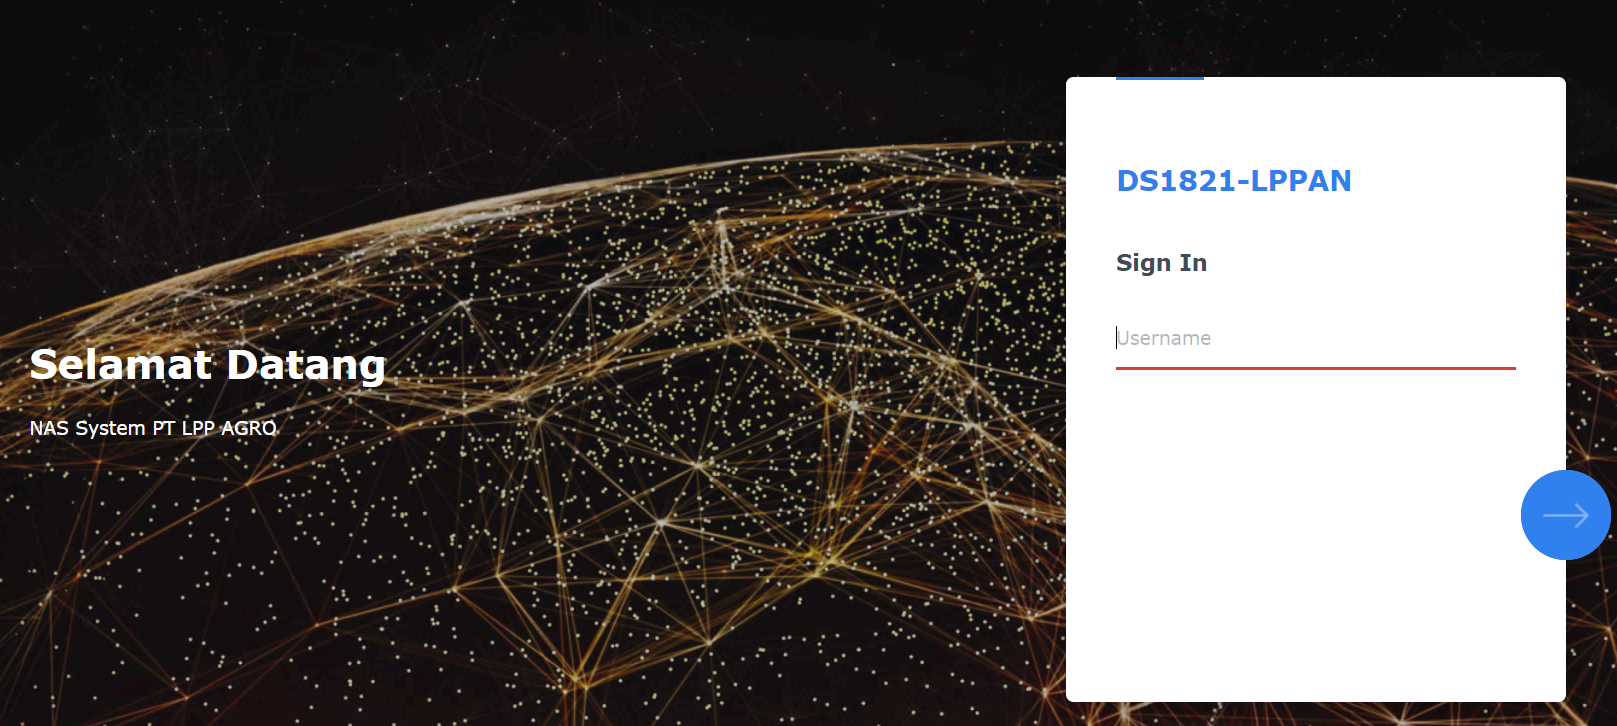 Selamat Datang
NAS System PT LPP AGRO
DS1821-LPPAN
Sign In
Username